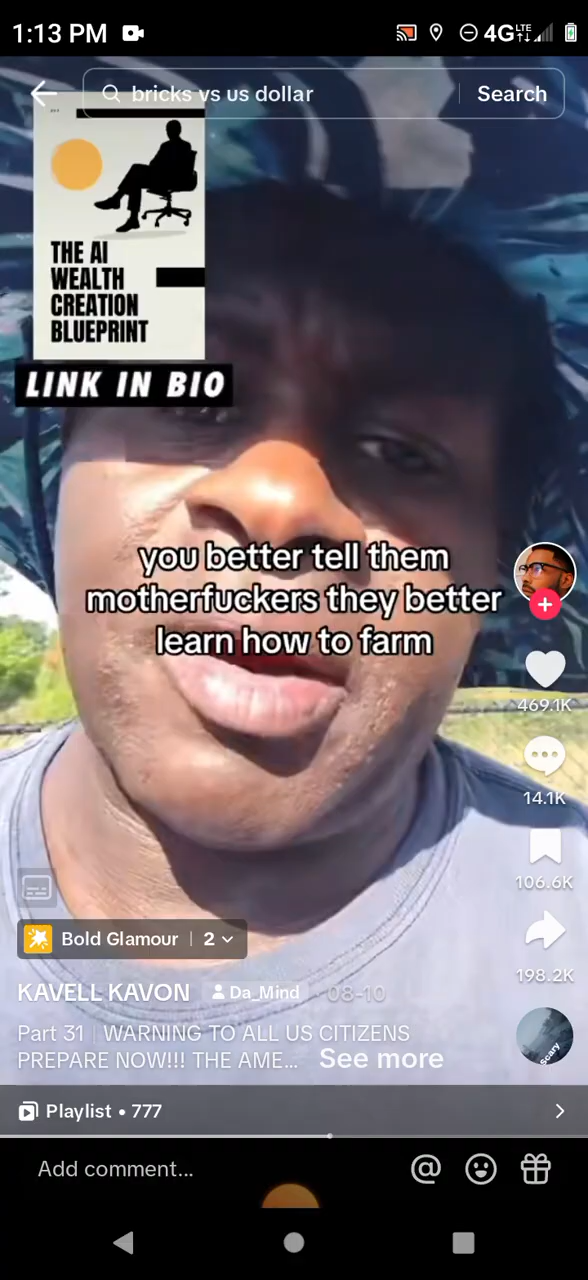 1:13 PM
4G LTE
bricks vs us dollar
Search
THE AI
WEALTH
CREATION
BLUEPRINT
LINK IN BIO
you better tell them
motherfuckers they better
learn how to farm
469.1K
14.1K
106.6K
198.2K
Bold Glamour | 2
KAVELL KAVON
Da_Mind
· 08-10
Part 31 | WARNING TO ALL US CITIZENS
PREPARE NOW!!! THE AME... See more
Scary
Playlist • 777
Add comment...